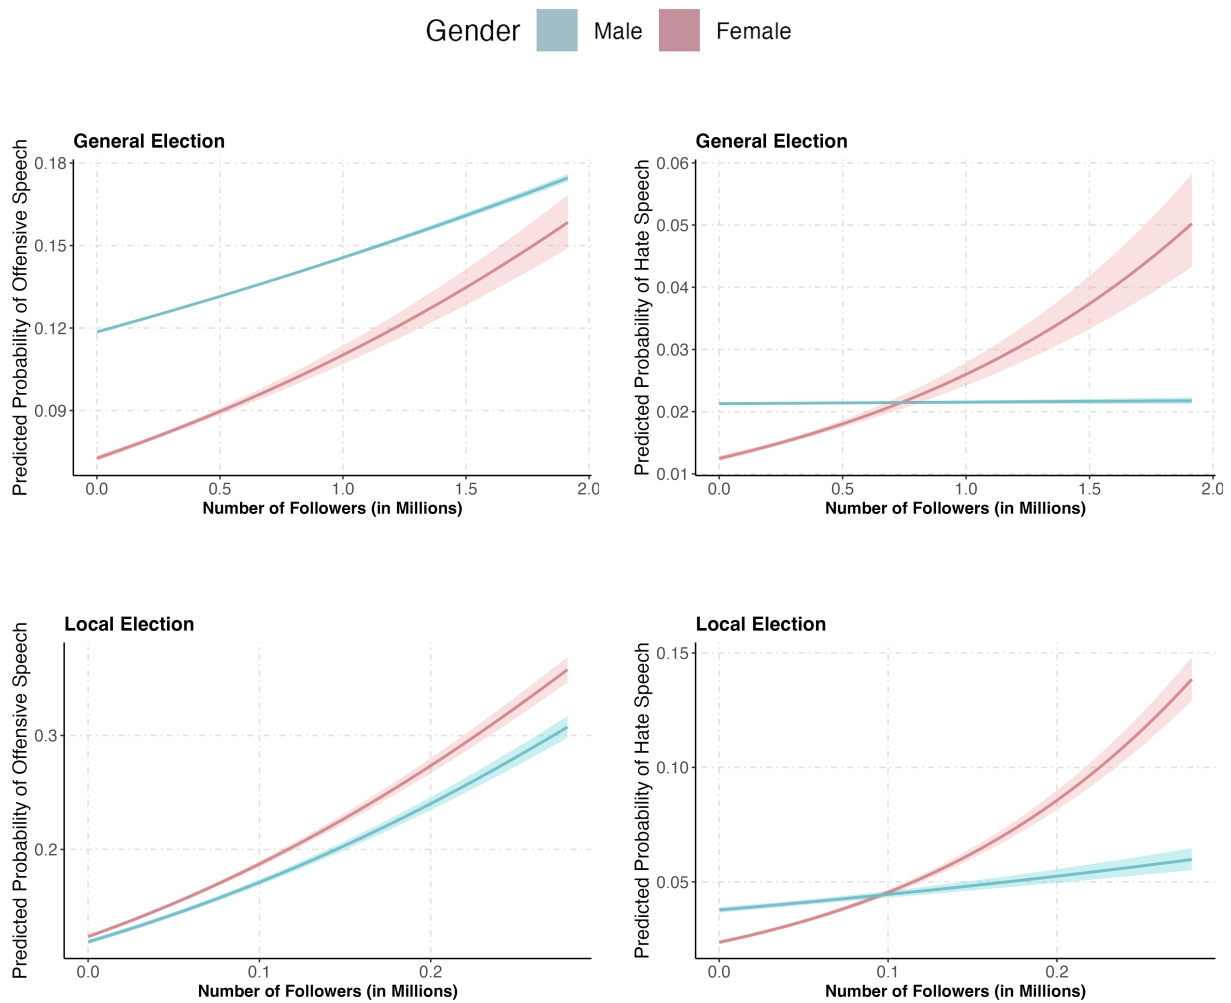 Gender Male Female
General Election
Predicted Probability of Offensive Speech
0.18
0.15
0.12
0.09
0.0 0.5 1.0 1.5 2.0
Number of Followers (in Millions)
General Election
Predicted Probability of Hate Speech
0.06
0.05
0.04
0.03
0.02
0.01
0.0 0.5 1.0 1.5 2.0
Number of Followers (in Millions)
Local Election
Predicted Probability of Offensive Speech
0.3
0.2
0.0 0.1 0.2
Number of Followers (in Millions)
Local Election
Predicted Probability of Hate Speech
0.15
0.10
0.05
0.0 0.1 0.2
Number of Followers (in Millions)